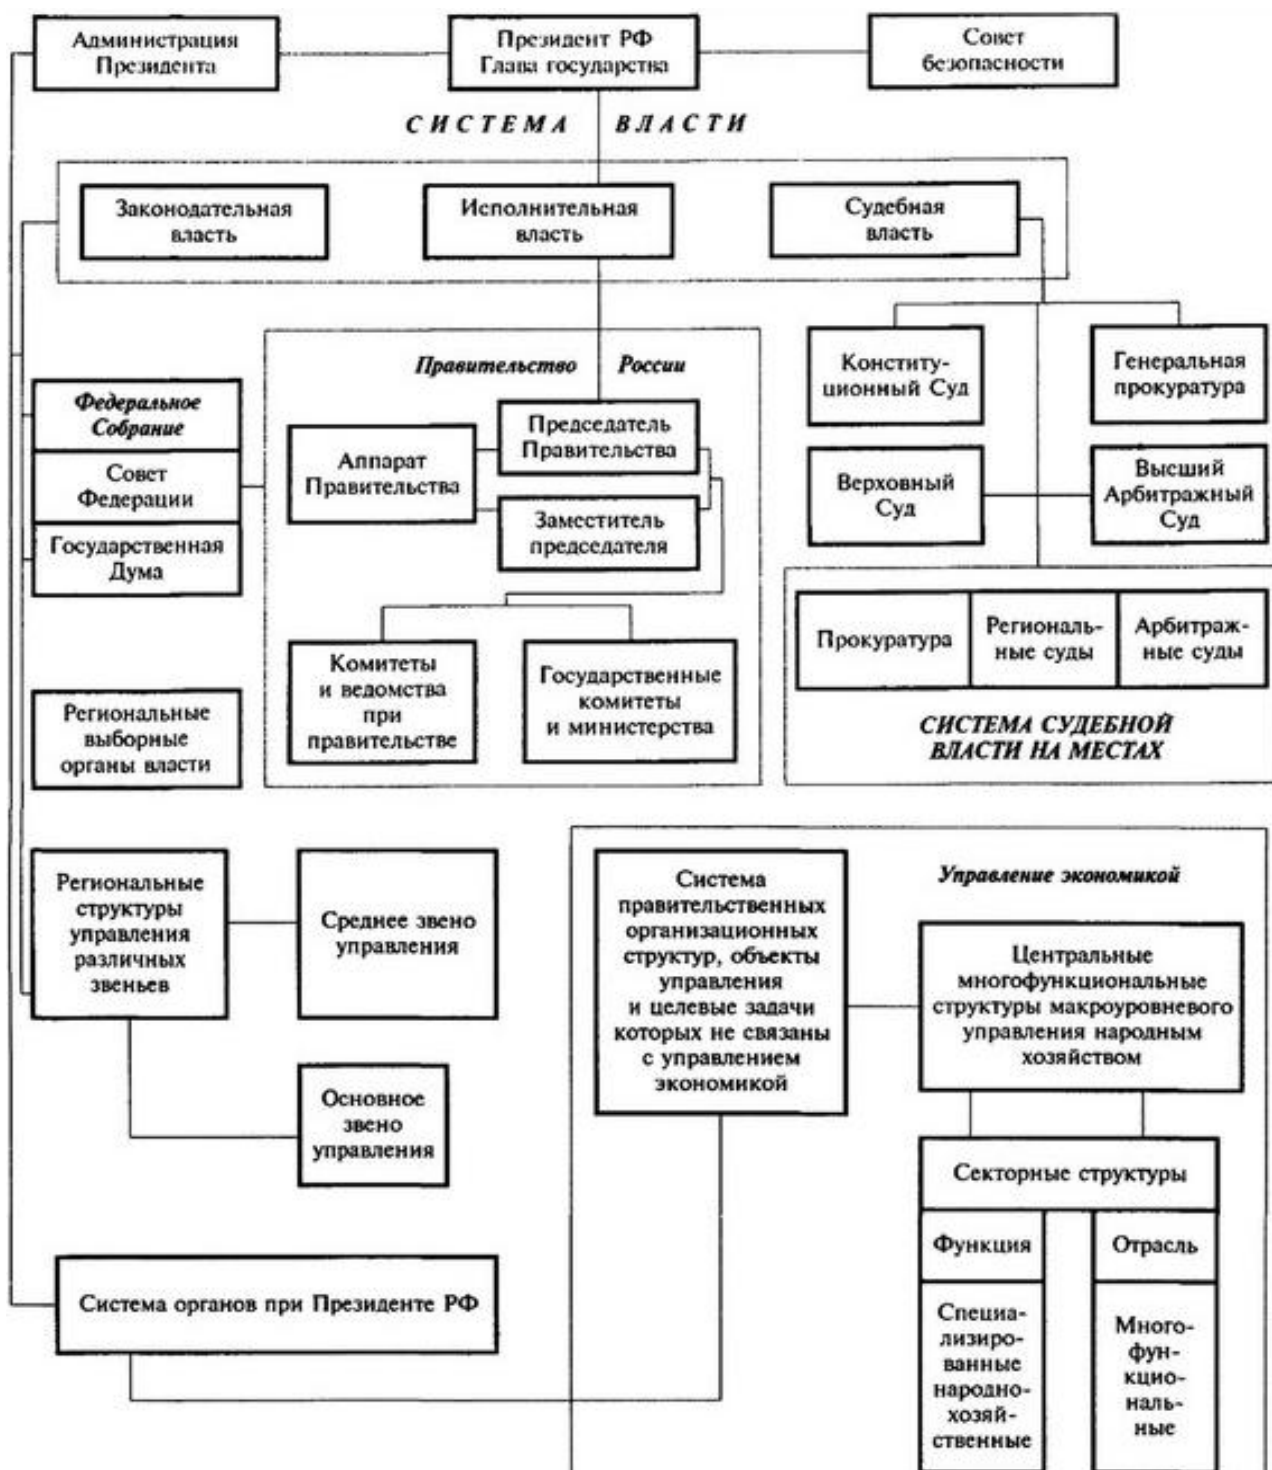 Администрация
Президента
Президент РФ
Глава государства
Совет
безопасности
СИСТЕМА ВЛАСТИ
Законодательная
власть
Исполнительная
власть
Судебная
власть
Правительство России
Федеральное
Собрание
Совет
Федерации
Государственная
Дума
Аппарат
Правительства
Председатель
Правительства
Заместитель
председателя
Комитеты
и ведомства
при
правительстве
Государственные
комитеты
и министерства
Конститу-
ционный Суд
Генеральная
прокуратура
Верховный
Суд
Высший
Арбитражный
Суд
Прокуратура
Региональ-
ные суды
Арбитраж-
ные суды
СИСТЕМА СУДЕБНОЙ
ВЛАСТИ НА МЕСТАХ
Региональные
выборные
органы власти
Региональные
структуры
управления
различных
звеньев
Среднее звено
управления
Основное
звено
управления
Система органов при Президенте РФ
Управление экономикой
Система
правительственных
организационных
структур, объекты
управления
и целевые задачи
которых не связаны
с управлением
экономикой
Центральные
многофункциональные
структуры макроуровневого
управления народным
хозяйством
Секторные структуры
Функция
Отрасль
Специа-
лизиро-
ванные
народно-
хозяй-
ственные
Много-
фун-
кцио-
наль-
ные